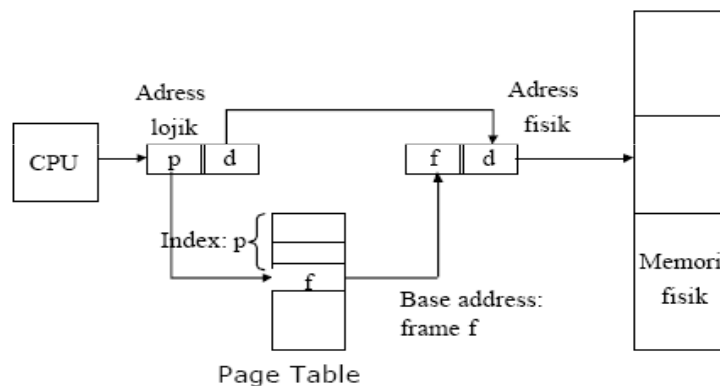 Adress
lojik
Adress
fisik
CPU
p
d
f
d
Index: p
f
Base address:
frame f
Memori
fisik
Page Table